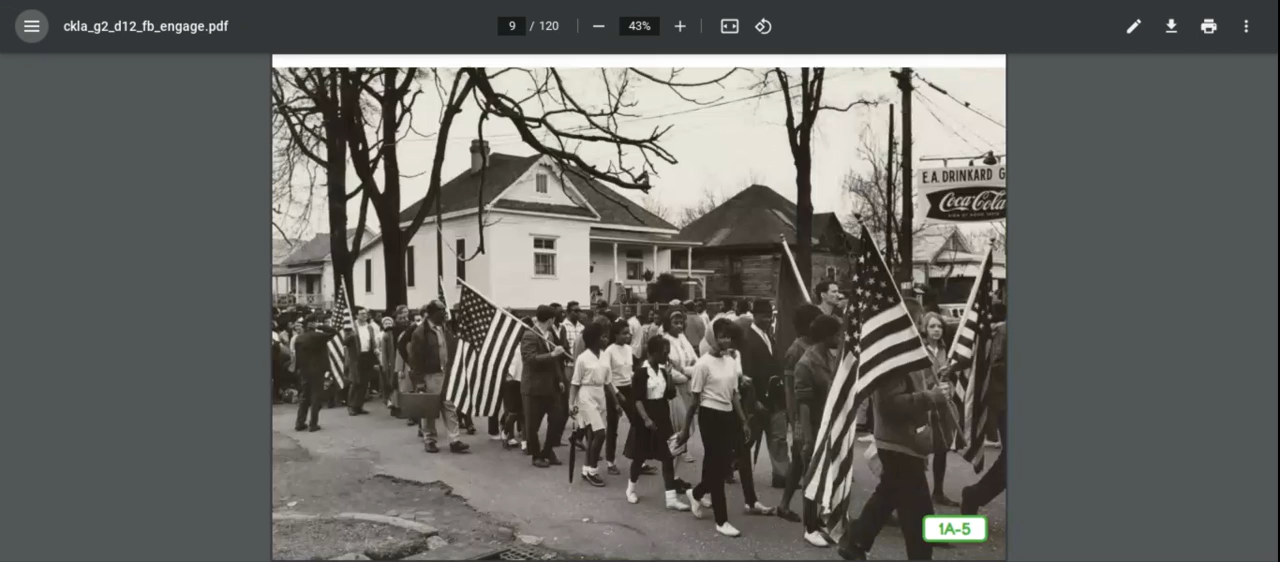 ckla_g2_d12_fb_engage.pdf
9 / 120
43%
E.A. DRINKARD G
Coca-Cola
1A-5